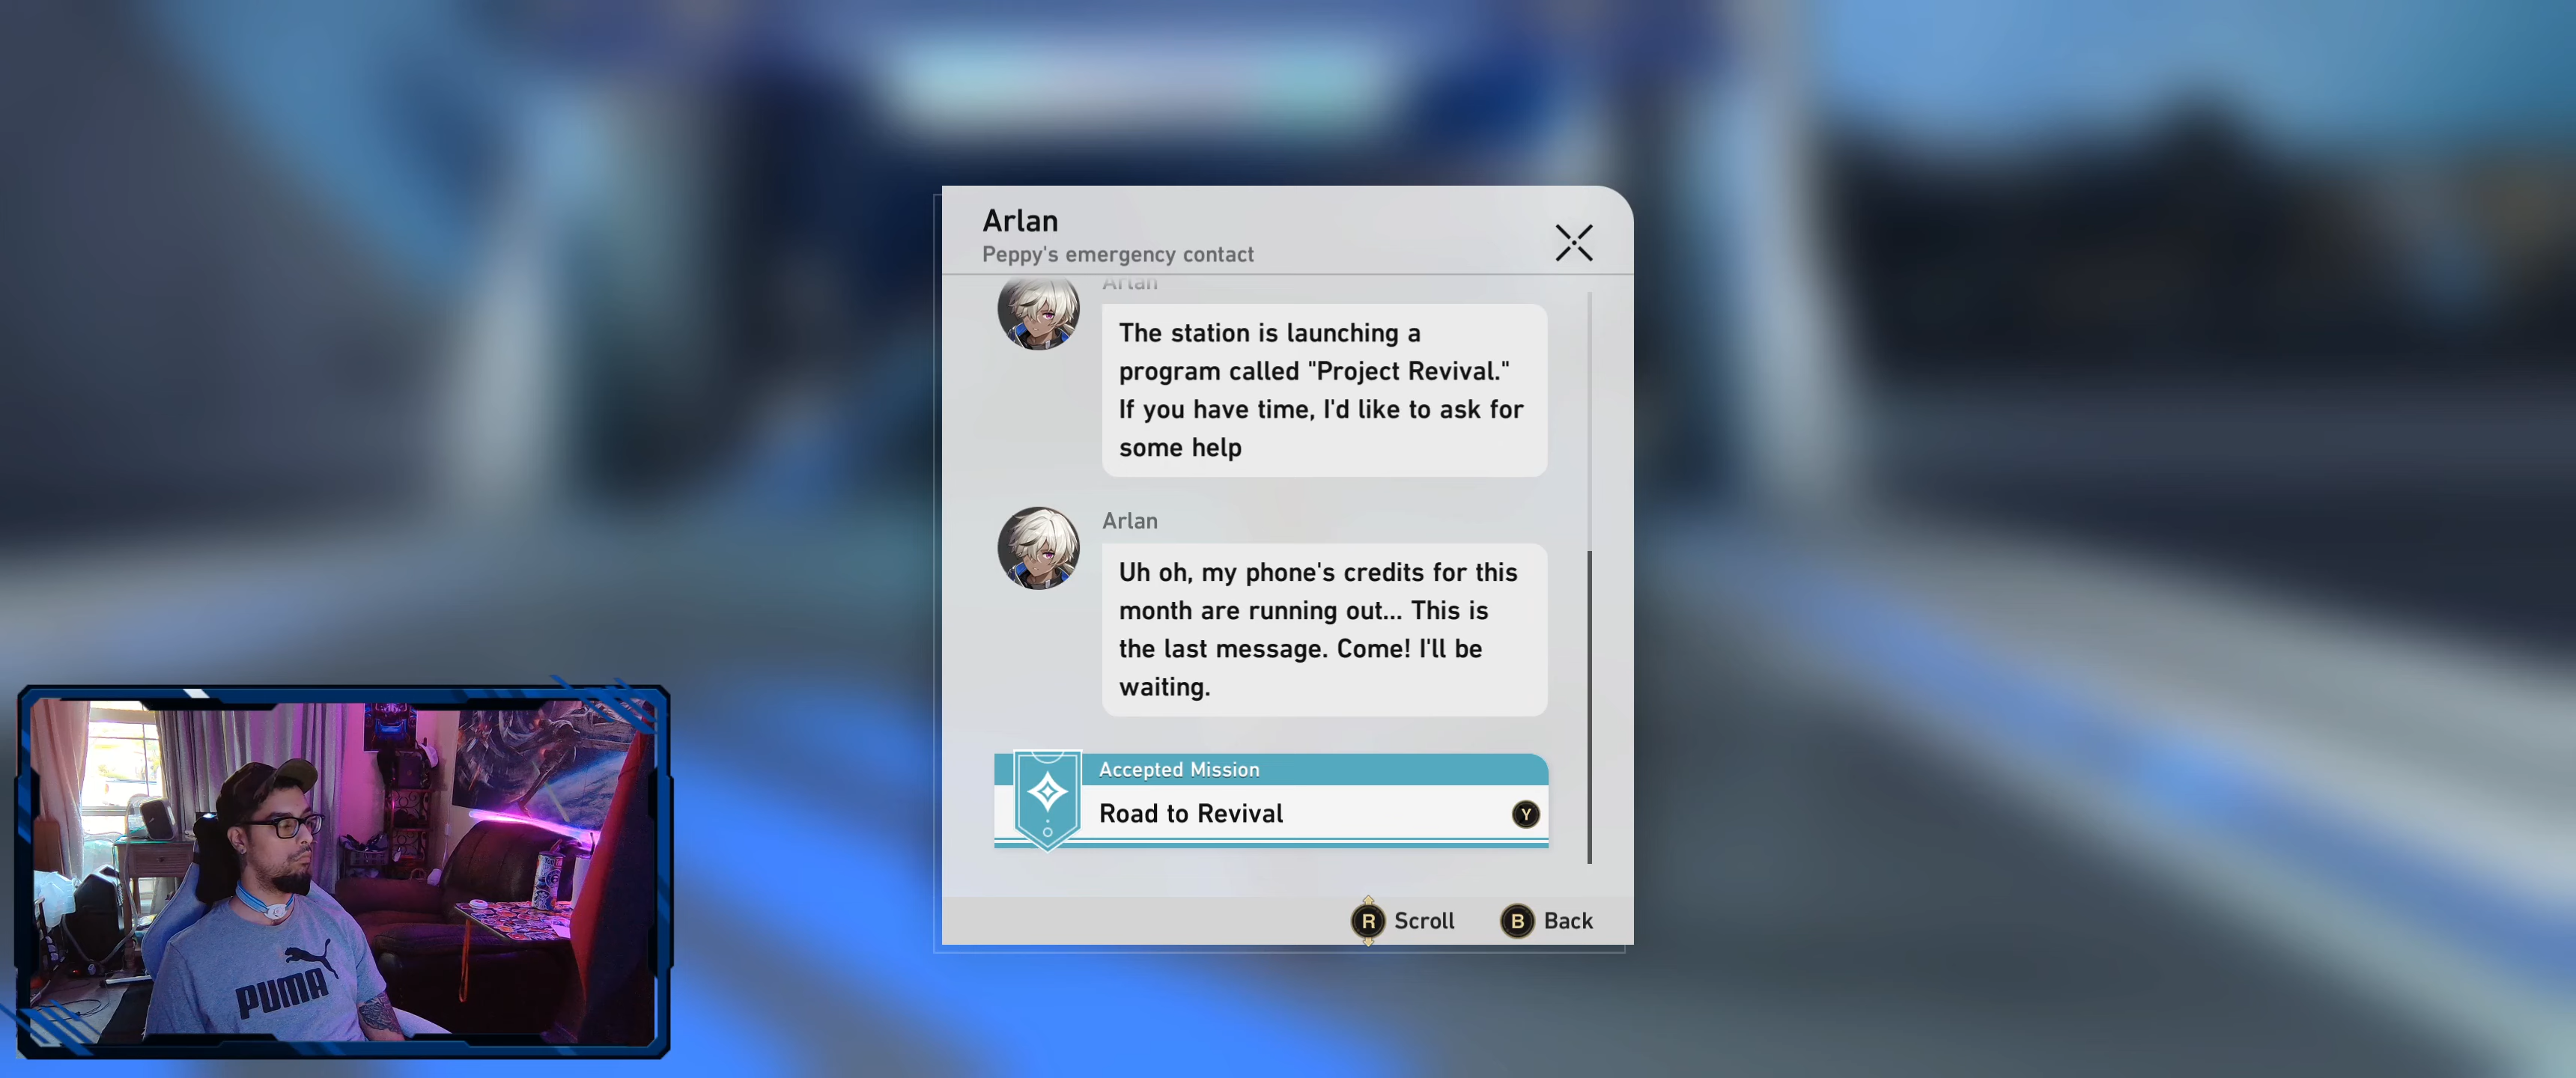 Arlan
Peppy's emergency contact
Arlan
The station is launching a
program called "Project Revival."
If you have time, I'd like to ask for
some help
Arlan
Uh oh, my phone's credits for this
month are running out... This is
the last message. Come! I'll be
waiting.
Accepted Mission
Road to Revival
Y
R Scroll
B Back
PUMA